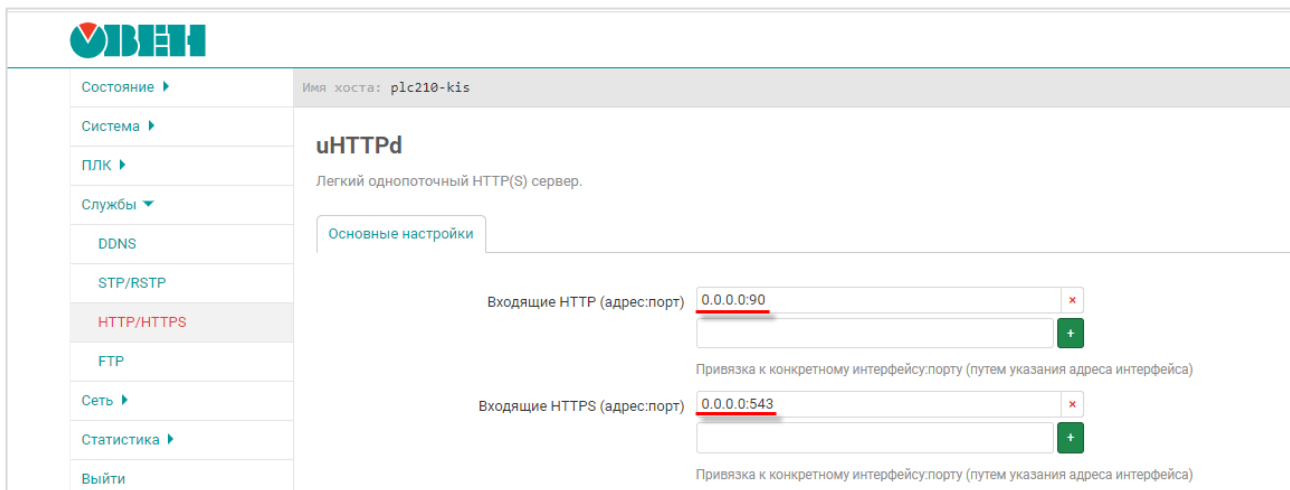 ОВЕН
Состояние
Имя хоста: plc210-kis
Система
uHTTPd
ПЛК
Легкий однопоточный HTTP(S) сервер.
Службы
Основные настройки
DDNS
STP/RSTP
Входящие HTTP (адрес:порт) 0.0.0.0:90 ×
HTTP/HTTPS
+
FTP
Привязка к конкретному интерфейсу:порту (путем указания адреса интерфейса)
Сеть
Входящие HTTPS (адрес:порт) 0.0.0.0:543 ×
Статистика
+
Выйти
Привязка к конкретному интерфейсу:порту (путем указания адреса интерфейса)